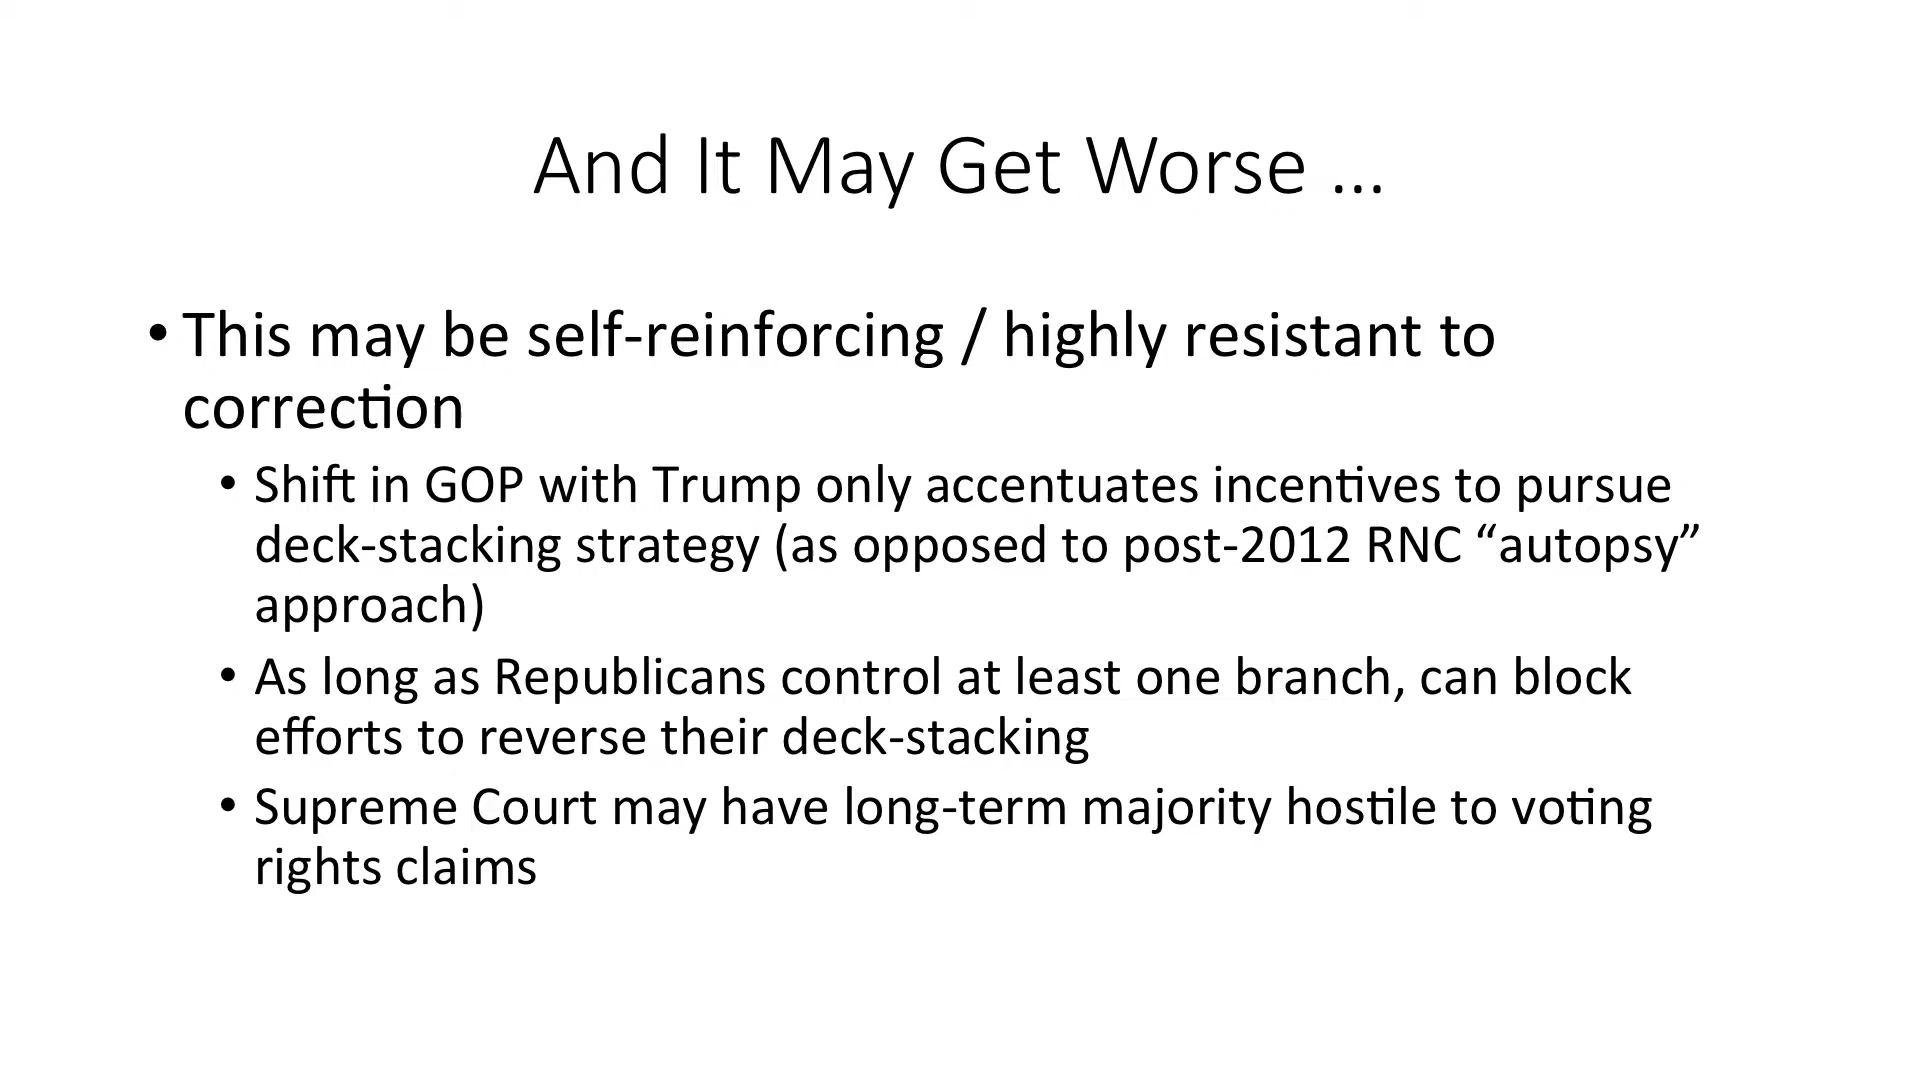 And It May Get Worse ...
• This may be self-reinforcing / highly resistant to
correction
• Shift in GOP with Trump only accentuates incentives to pursue
deck-stacking strategy (as opposed to post-2012 RNC “autopsy”
approach)
• As long as Republicans control at least one branch, can block
efforts to reverse their deck-stacking
• Supreme Court may have long-term majority hostile to voting
rights claims